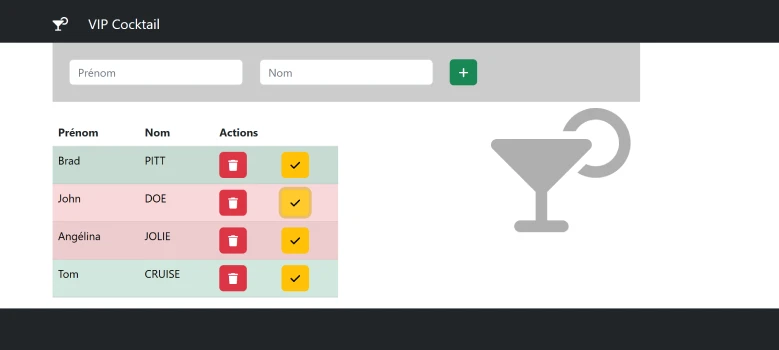 VIP Cocktail
Prénom Nom
Prénom Nom Actions
Brad PITT
John DOE
Angélina JOLIE
Tom CRUISE